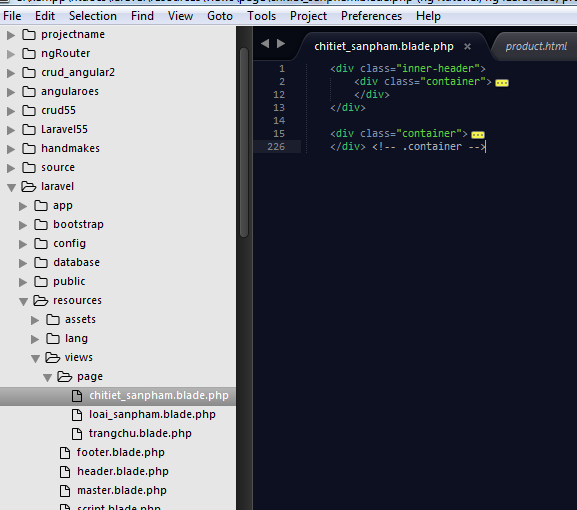 File Edit Selection Find View Goto Tools Project Preferences Help
projectname
ngRouter
crud_angular2
angularoes
crud55
Laravel55
handmakes
source
laravel
app
bootstrap
config
database
public
resources
assets
lang
views
page
chitiet_sanpham.blade.php
loai_sanpham.blade.php
trangchu.blade.php
footer.blade.php
header.blade.php
master.blade.php
script.blade.php
chitiet_sanpham.blade.php × product.html
1 <div class="inner-header">
2 <div class="container">
12 </div>
13 </div>
14
15 <div class="container">
226 </div> <!-- .container -->